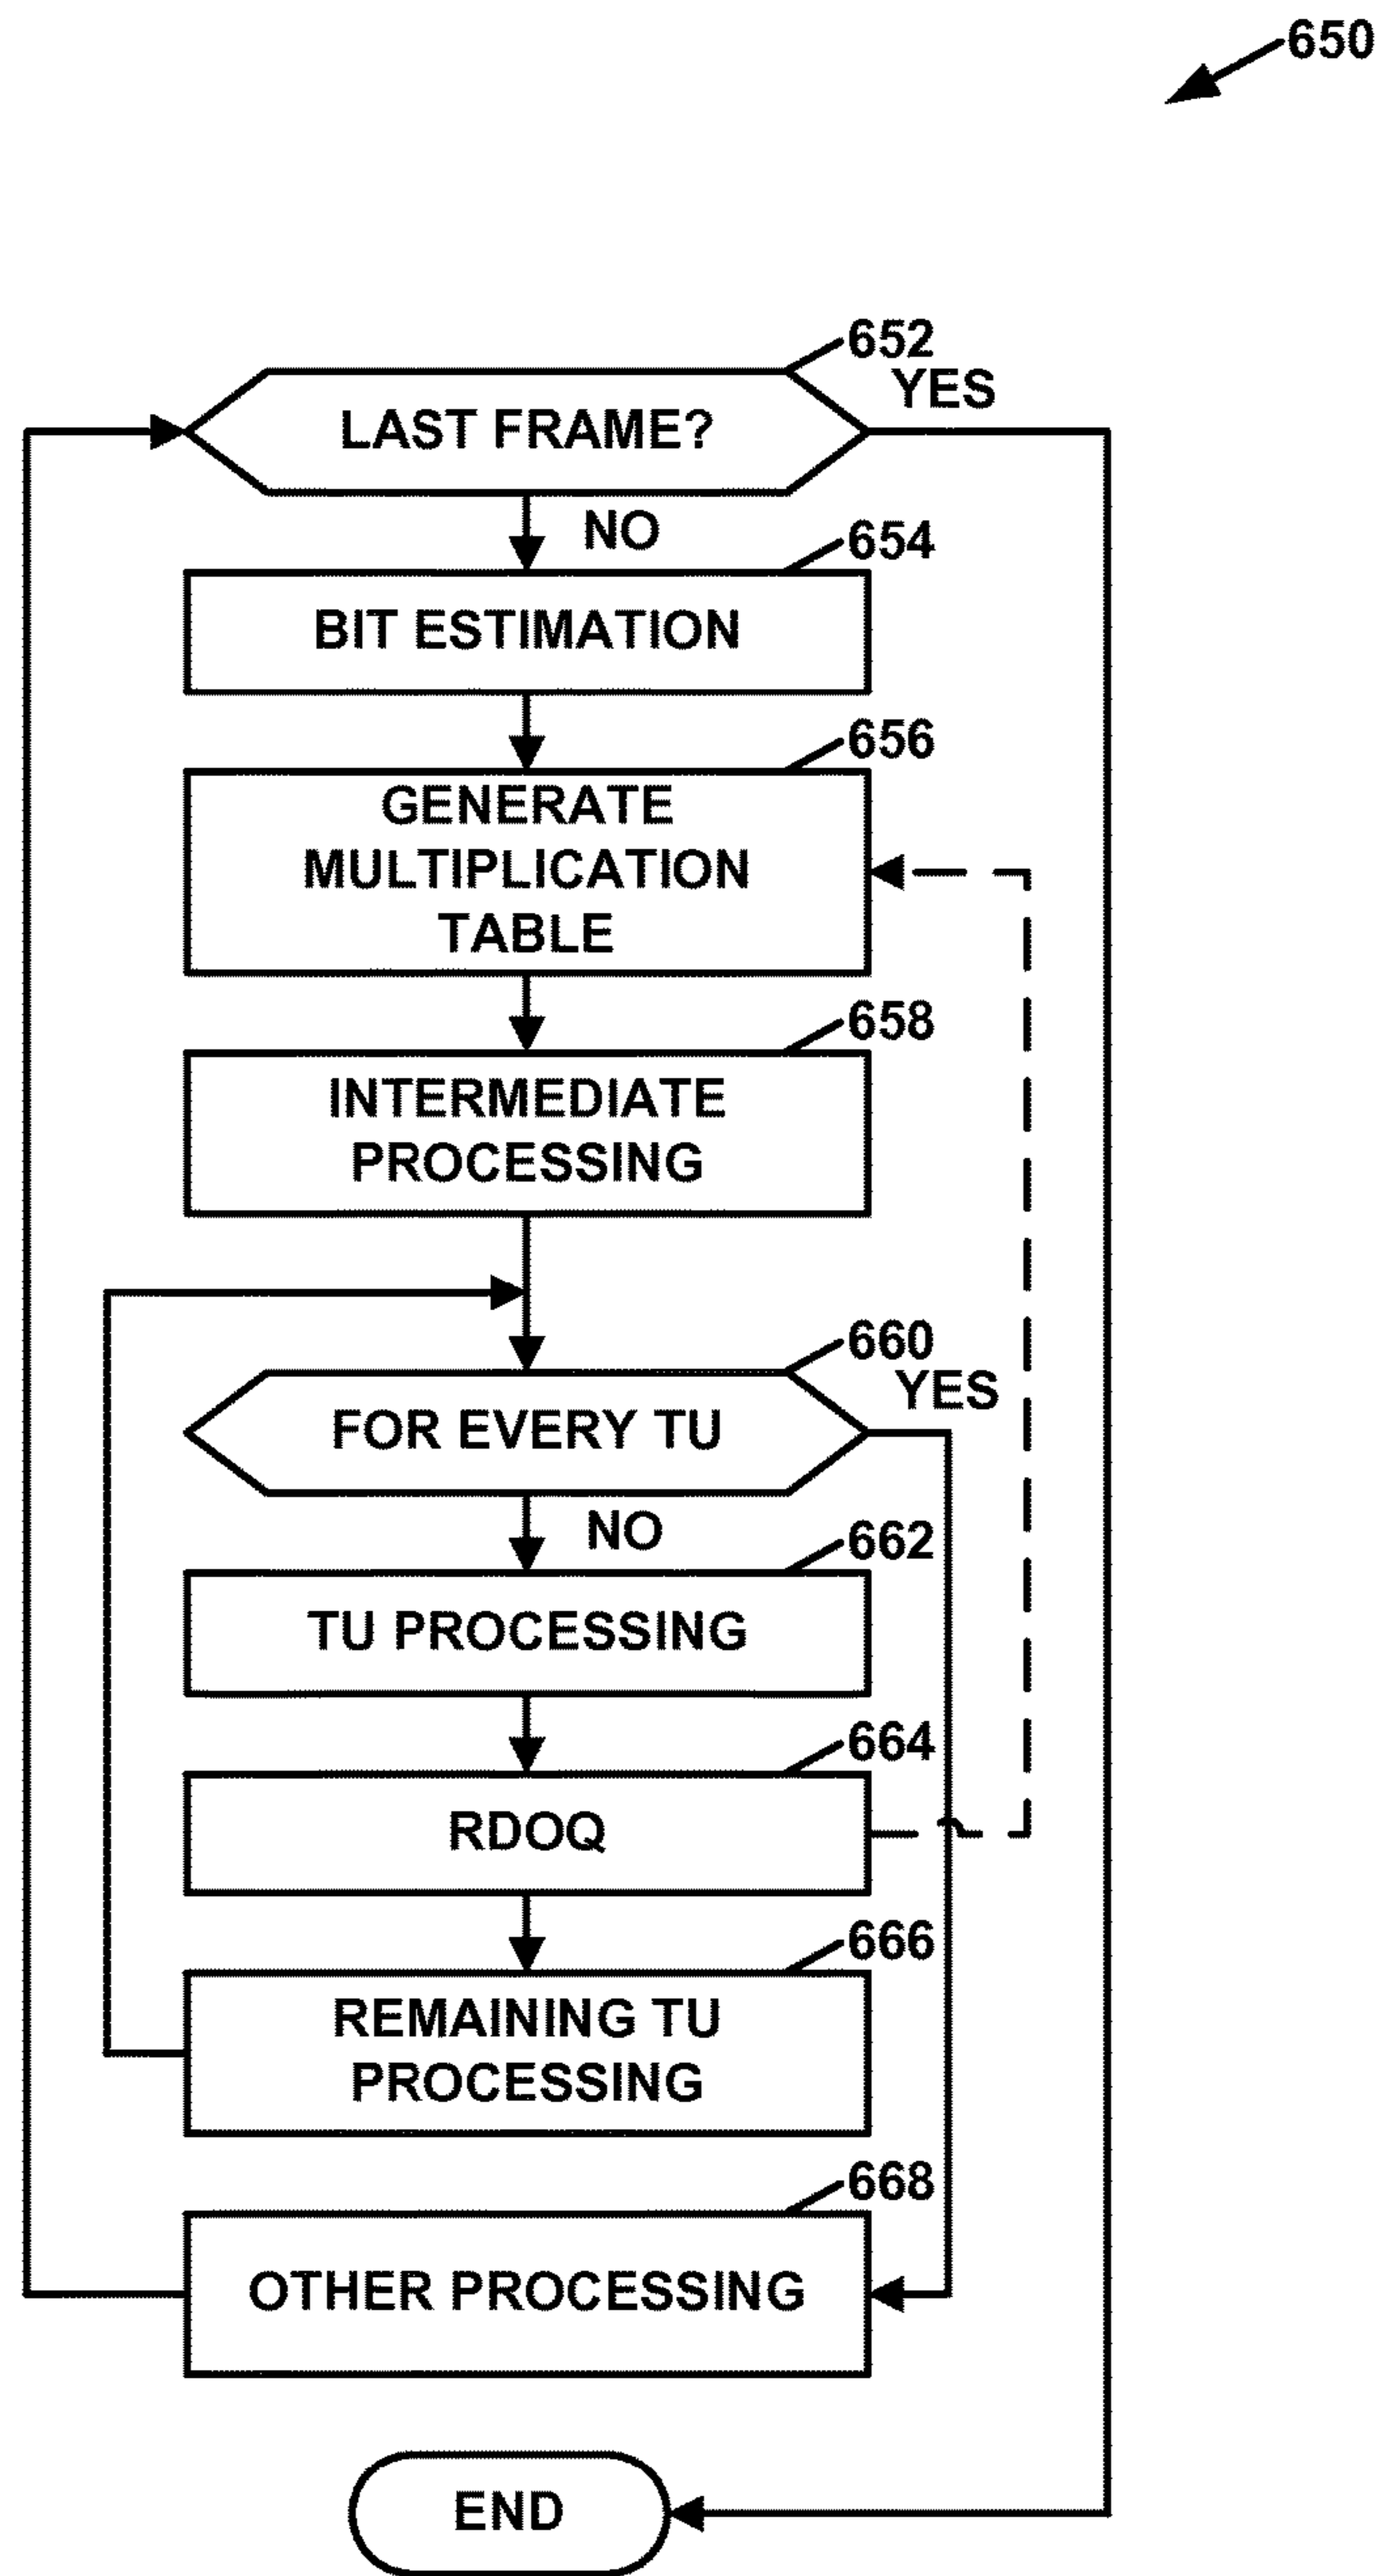 650
652
YES
LAST FRAME?
NO
654
BIT ESTIMATION
656
GENERATE
MULTIPLICATION
TABLE
658
INTERMEDIATE
PROCESSING
660
YES
FOR EVERY TU
NO
662
TU PROCESSING
664
RDOQ
666
REMAINING TU
PROCESSING
668
OTHER PROCESSING
END